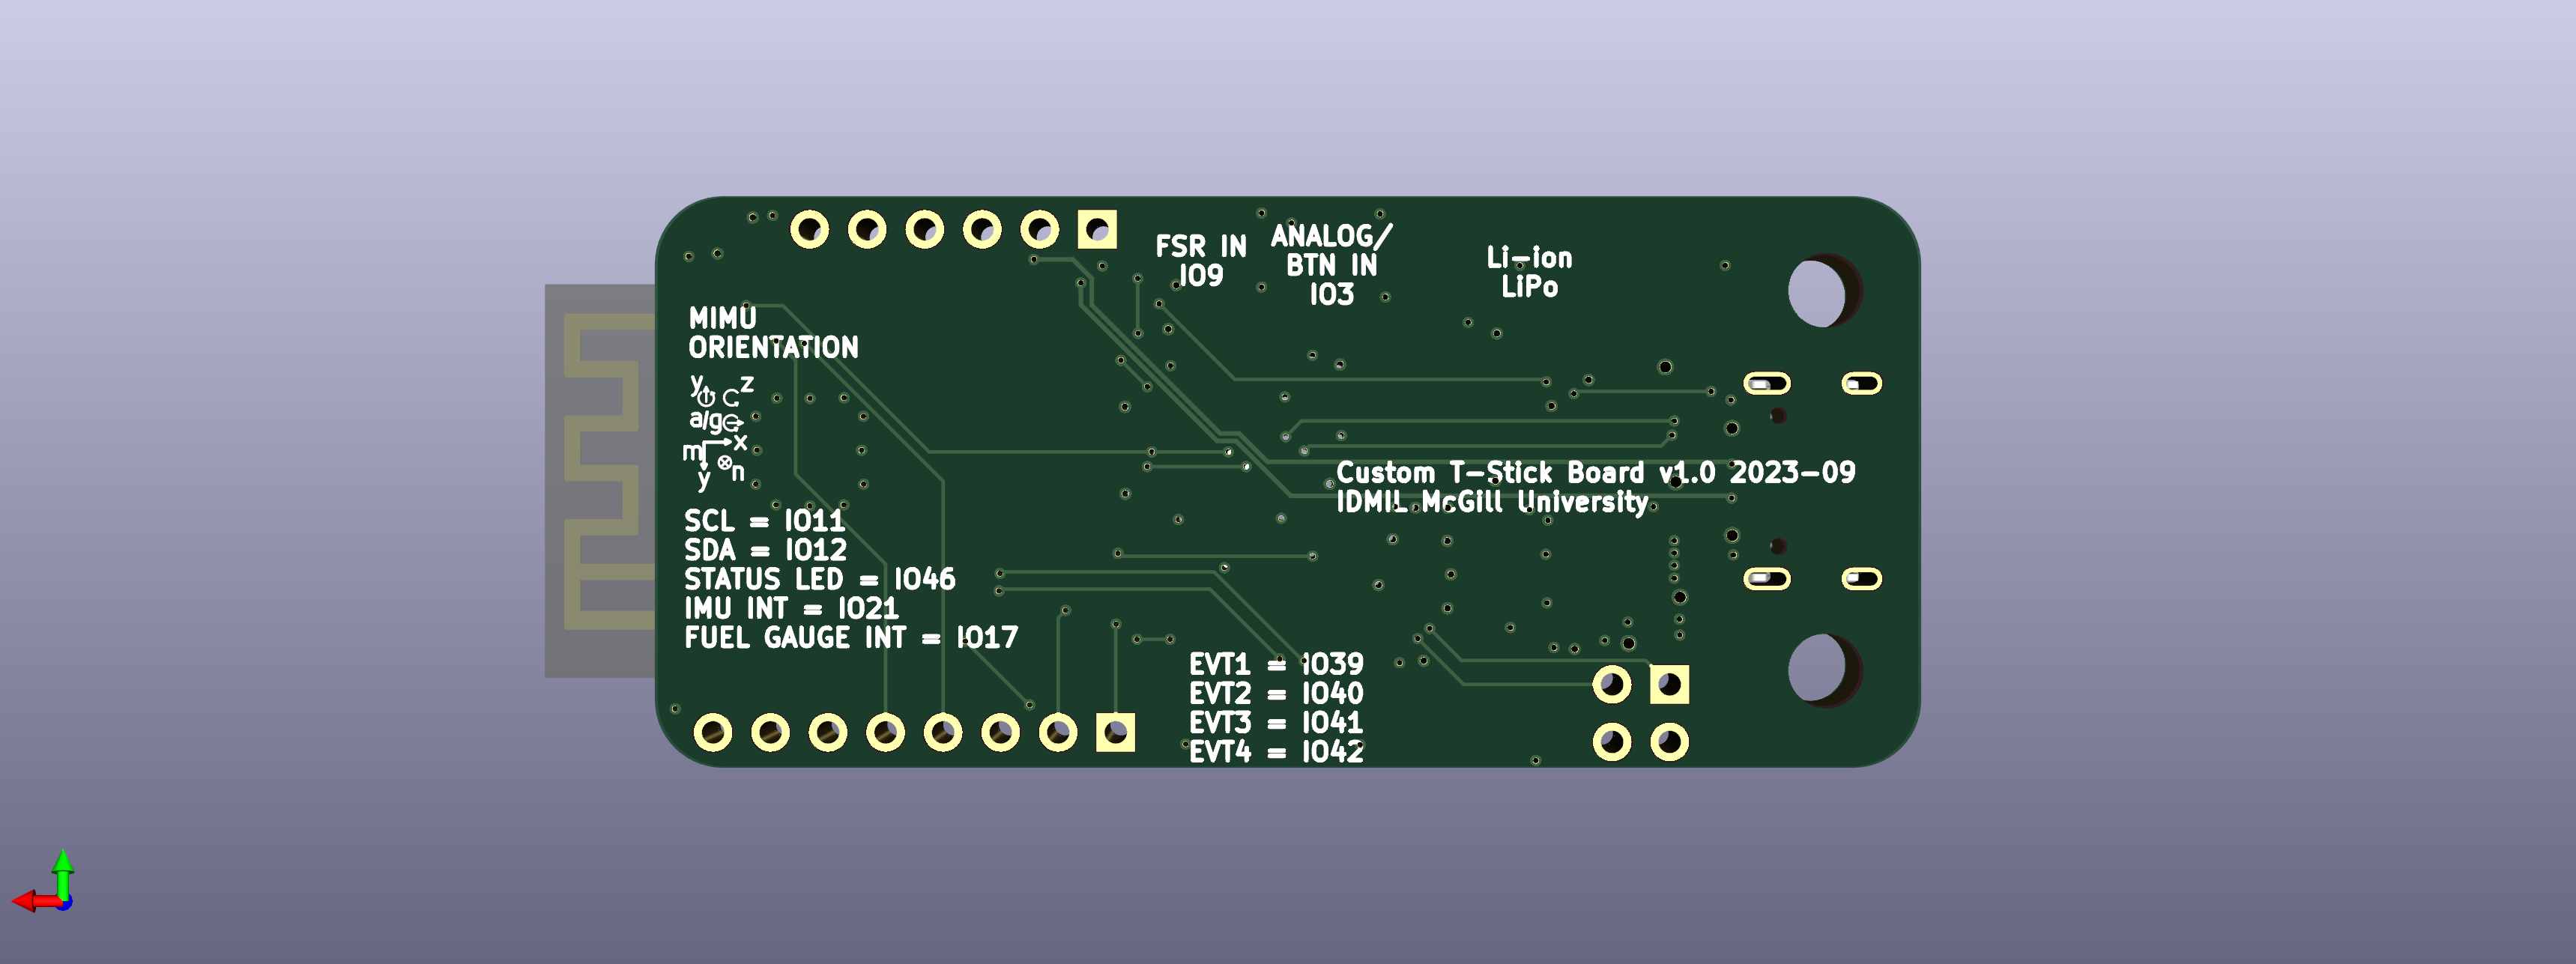 FSR IN
IO9
ANALOG/
BTN IN
IO3
Li-ion
LiPo
MIMU
ORIENTATION
y z
a/g
m x
n
y
Custom T-Stick Board v1.0 2023-09
IDMIL McGill University
SCL = IO11
SDA = IO12
STATUS LED = IO46
IMU INT = IO21
FUEL GAUGE INT = IO17
EVT1 = IO39
EVT2 = IO40
EVT3 = IO41
EVT4 = IO42